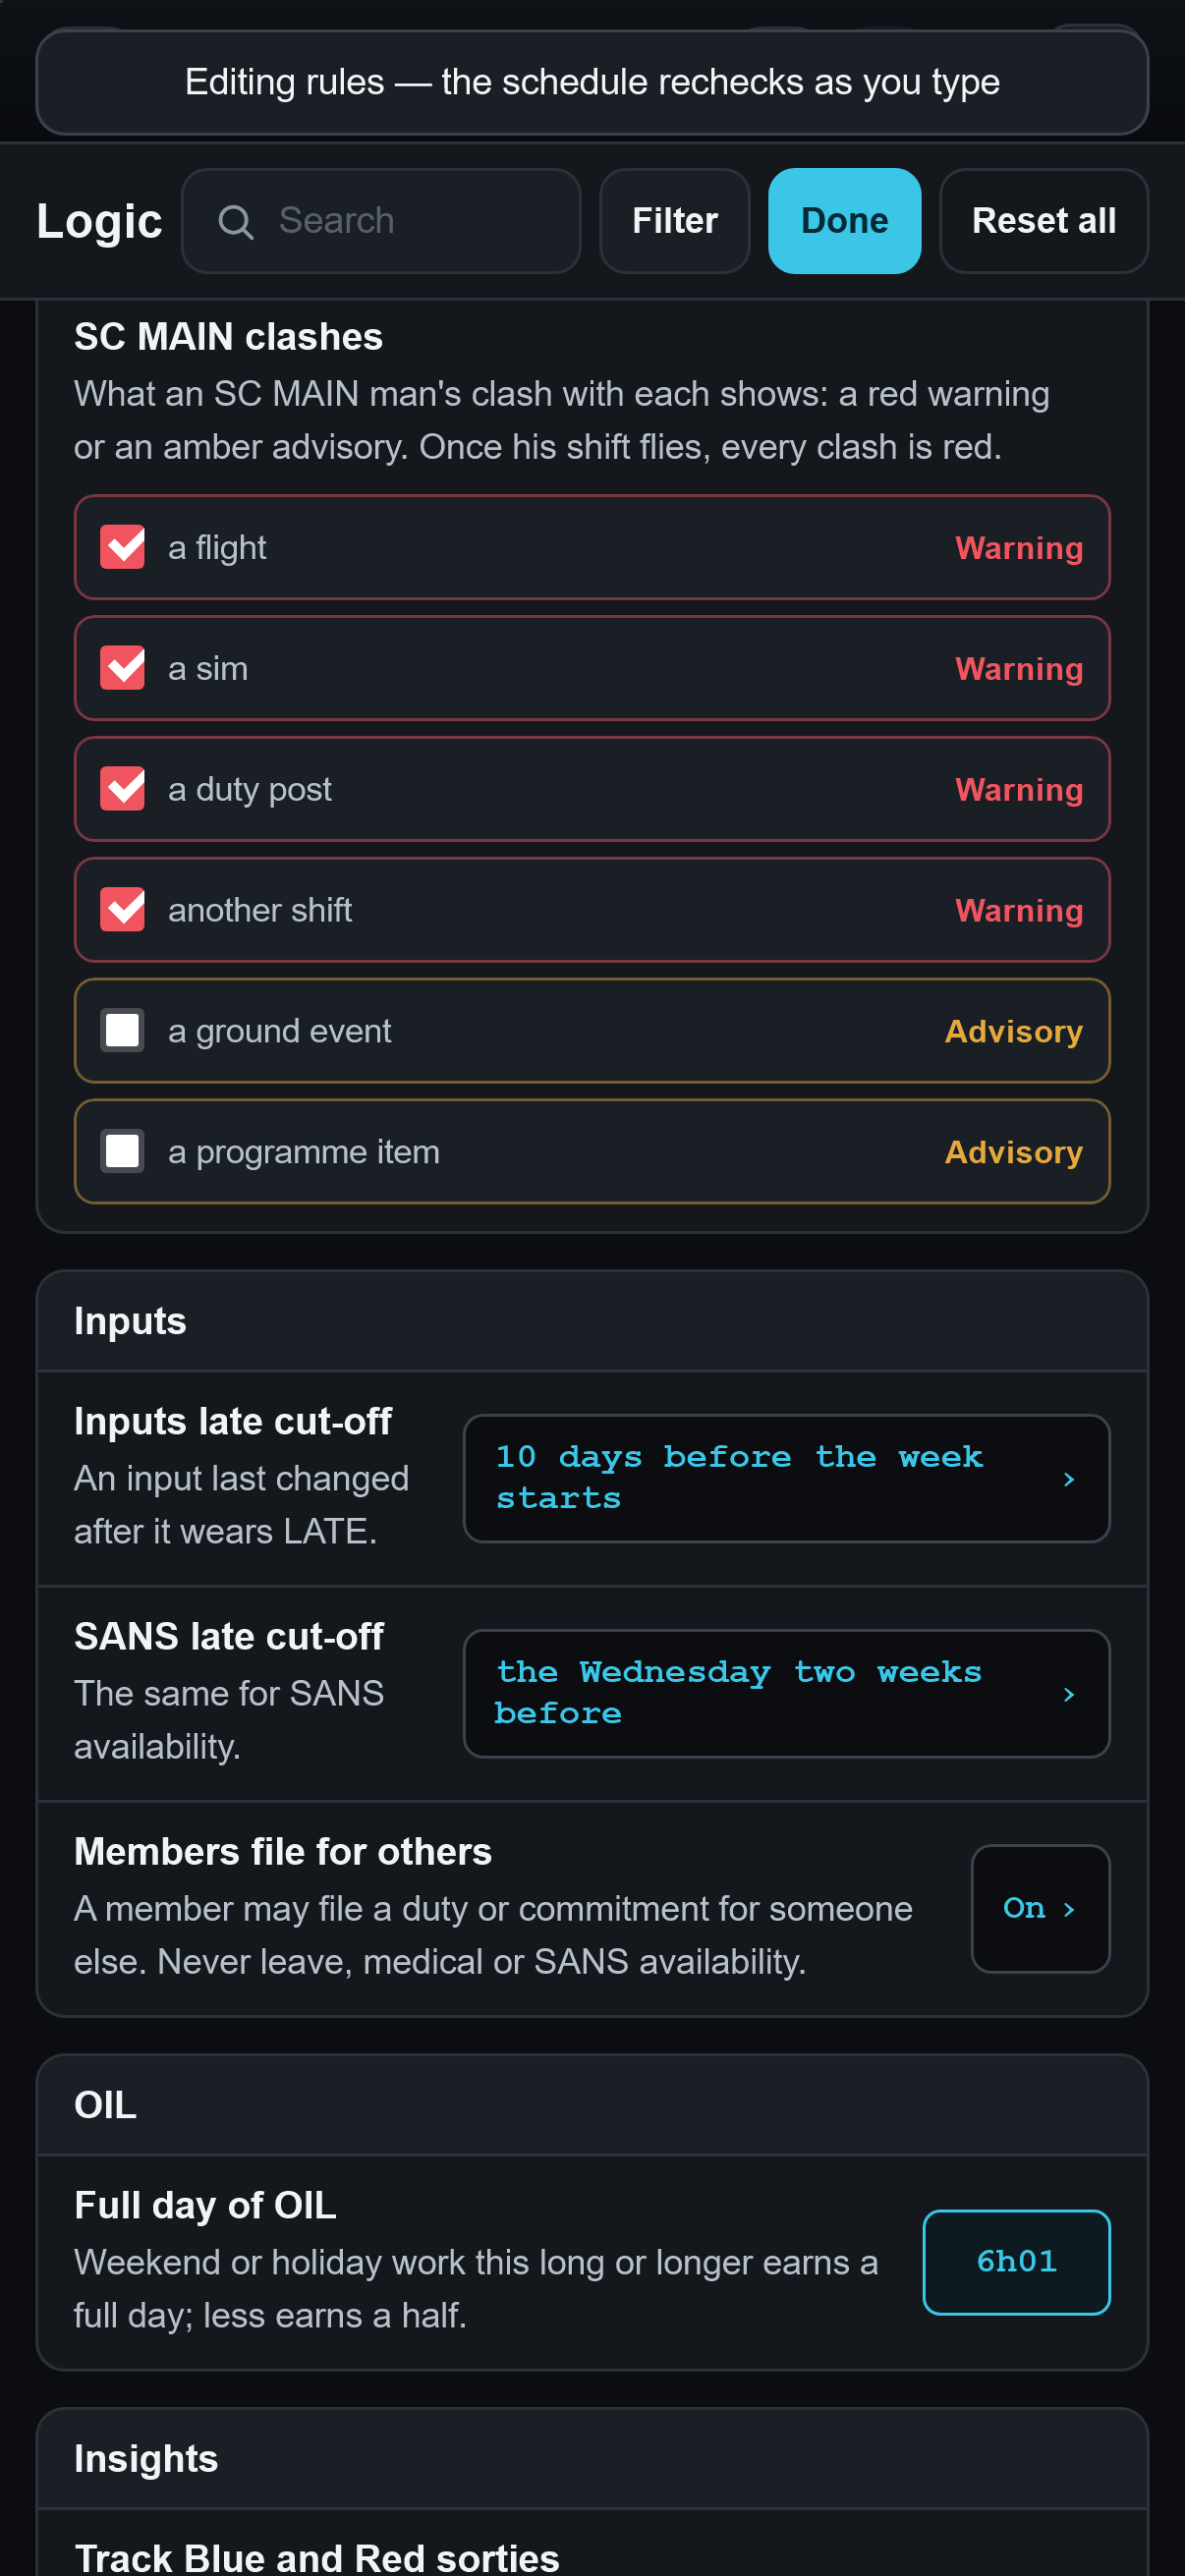 Editing rules — the schedule rechecks as you type
Logic
Search
Filter
Done
Reset all
SC MAIN clashes
What an SC MAIN man's clash with each shows: a red warning
or an amber advisory. Once his shift flies, every clash is red.
a flight
Warning
a sim
Warning
a duty post
Warning
another shift
Warning
a ground event
Advisory
a programme item
Advisory
Inputs
Inputs late cut-off
An input last changed
after it wears LATE.
10 days before the week
starts
SANS late cut-off
The same for SANS
availability.
the Wednesday two weeks
before
Members file for others
A member may file a duty or commitment for someone
else. Never leave, medical or SANS availability.
On
OIL
Full day of OIL
Weekend or holiday work this long or longer earns a
full day; less earns a half.
6h01
Insights
Track Blue and Red sorties